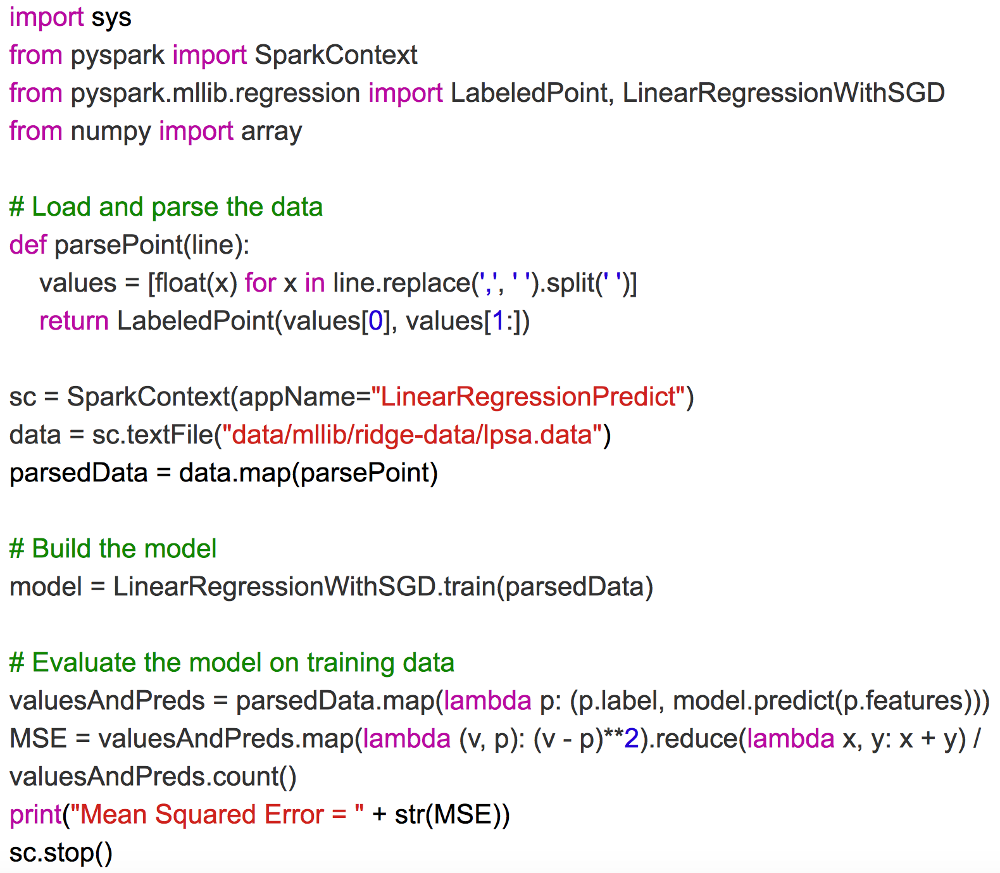 import sys
from pyspark import SparkContext
from pyspark.mllib.regression import LabeledPoint, LinearRegressionWithSGD
from numpy import array
# Load and parse the data
def parsePoint(line):
    values = [float(x) for x in line.replace(',', ' ').split(' ')]
    return LabeledPoint(values[0], values[1:])
sc = SparkContext(appName="LinearRegressionPredict")
data = sc.textFile("data/mllib/ridge-data/lpsa.data")
parsedData = data.map(parsePoint)
# Build the model
model = LinearRegressionWithSGD.train(parsedData)
# Evaluate the model on training data
valuesAndPreds = parsedData.map(lambda p: (p.label, model.predict(p.features)))
MSE = valuesAndPreds.map(lambda (v, p): (v - p)**2).reduce(lambda x, y: x + y) /
valuesAndPreds.count()
print("Mean Squared Error = " + str(MSE))
sc.stop()